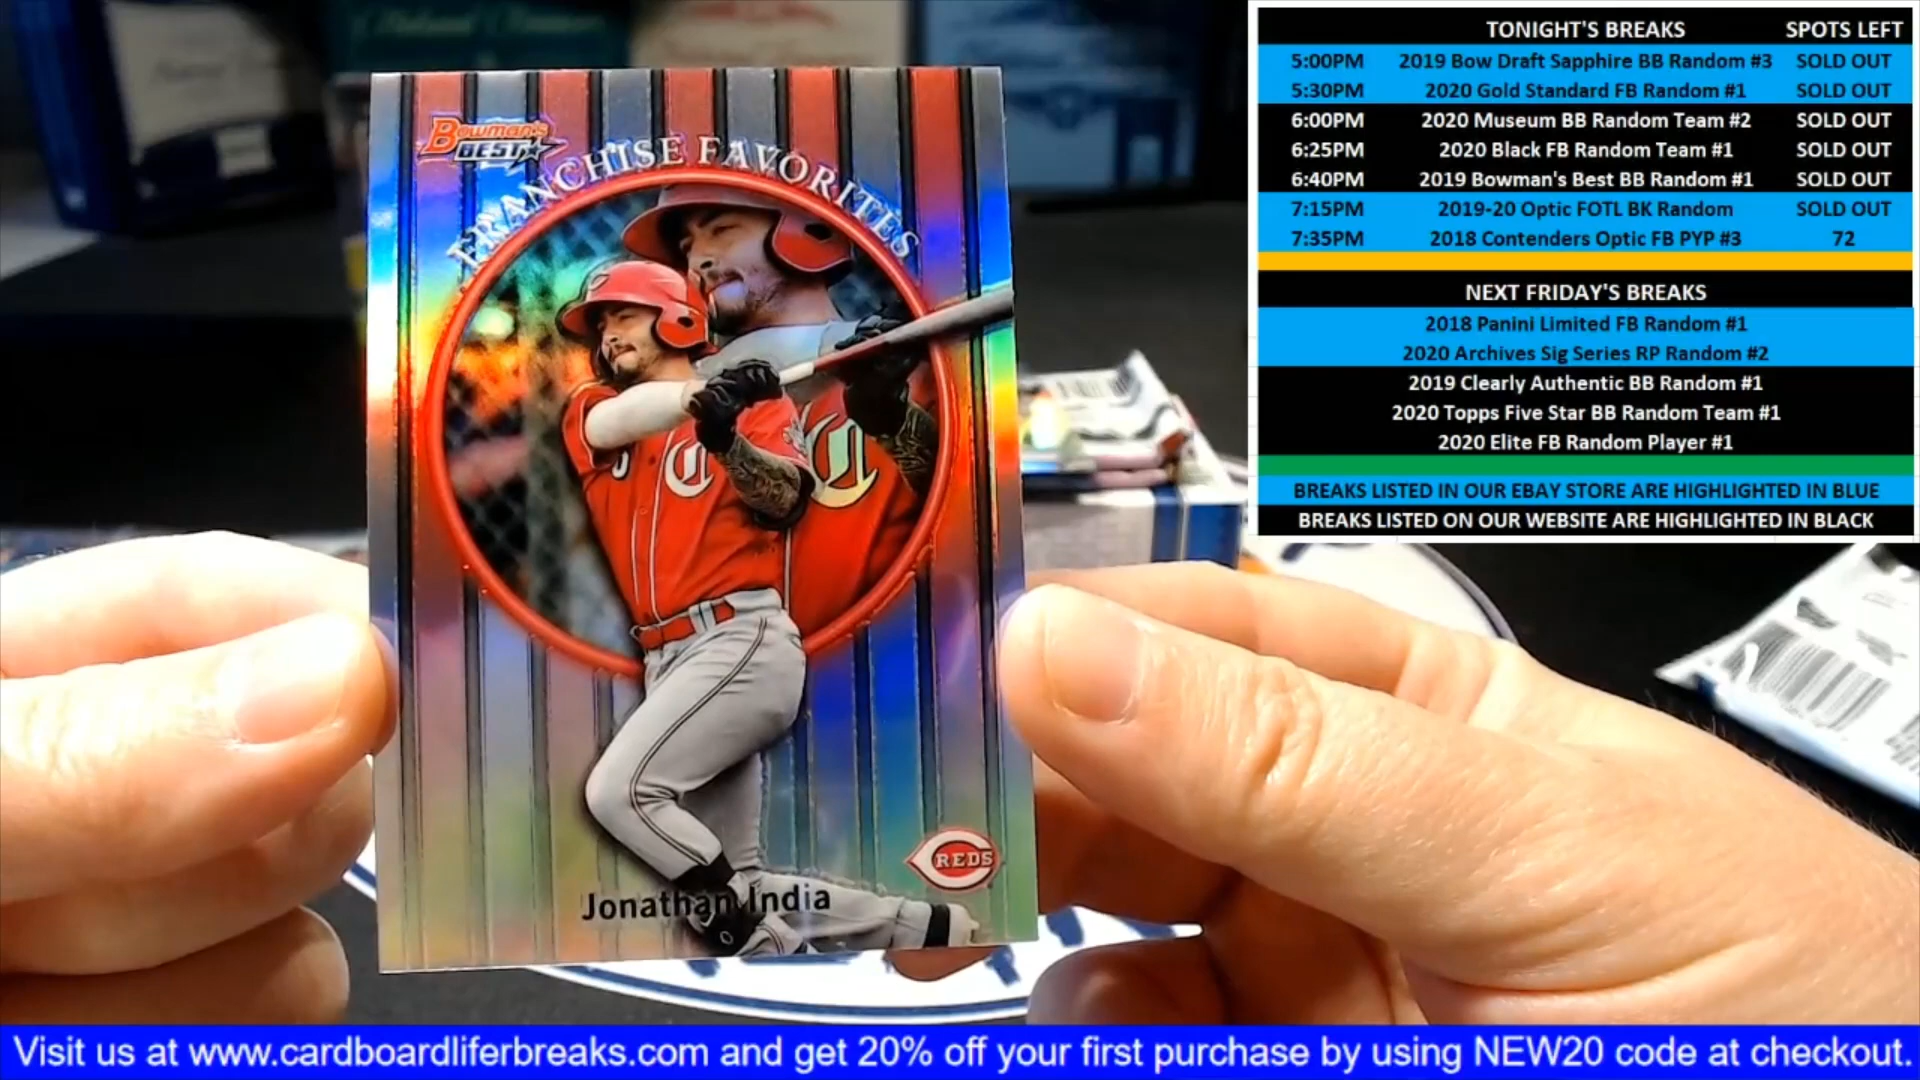 Bowman's
BEST
FRANCHISE FAVORITES
C
C
REDS
Jonathan India
TONIGHT'S BREAKS SPOTS LEFT
5:00PM 2019 Bow Draft Sapphire BB Random #3 SOLD OUT
5:30PM 2020 Gold Standard FB Random #1 SOLD OUT
6:00PM 2020 Museum BB Random Team #2 SOLD OUT
6:25PM 2020 Black FB Random Team #1 SOLD OUT
6:40PM 2019 Bowman's Best BB Random #1 SOLD OUT
7:15PM 2019-20 Optic FOTL BK Random SOLD OUT
7:35PM 2018 Contenders Optic FB PYP #3 72
NEXT FRIDAY'S BREAKS
2018 Panini Limited FB Random #1
2020 Archives Sig Series RP Random #2
2019 Clearly Authentic BB Random #1
2020 Topps Five Star BB Random Team #1
2020 Elite FB Random Player #1
BREAKS LISTED IN OUR EBAY STORE ARE HIGHLIGHTED IN BLUE
BREAKS LISTED ON OUR WEBSITE ARE HIGHLIGHTED IN BLACK
Visit us at www.cardboardliferbreaks.com and get 20% off your first purchase by using NEW20 code at checkout.